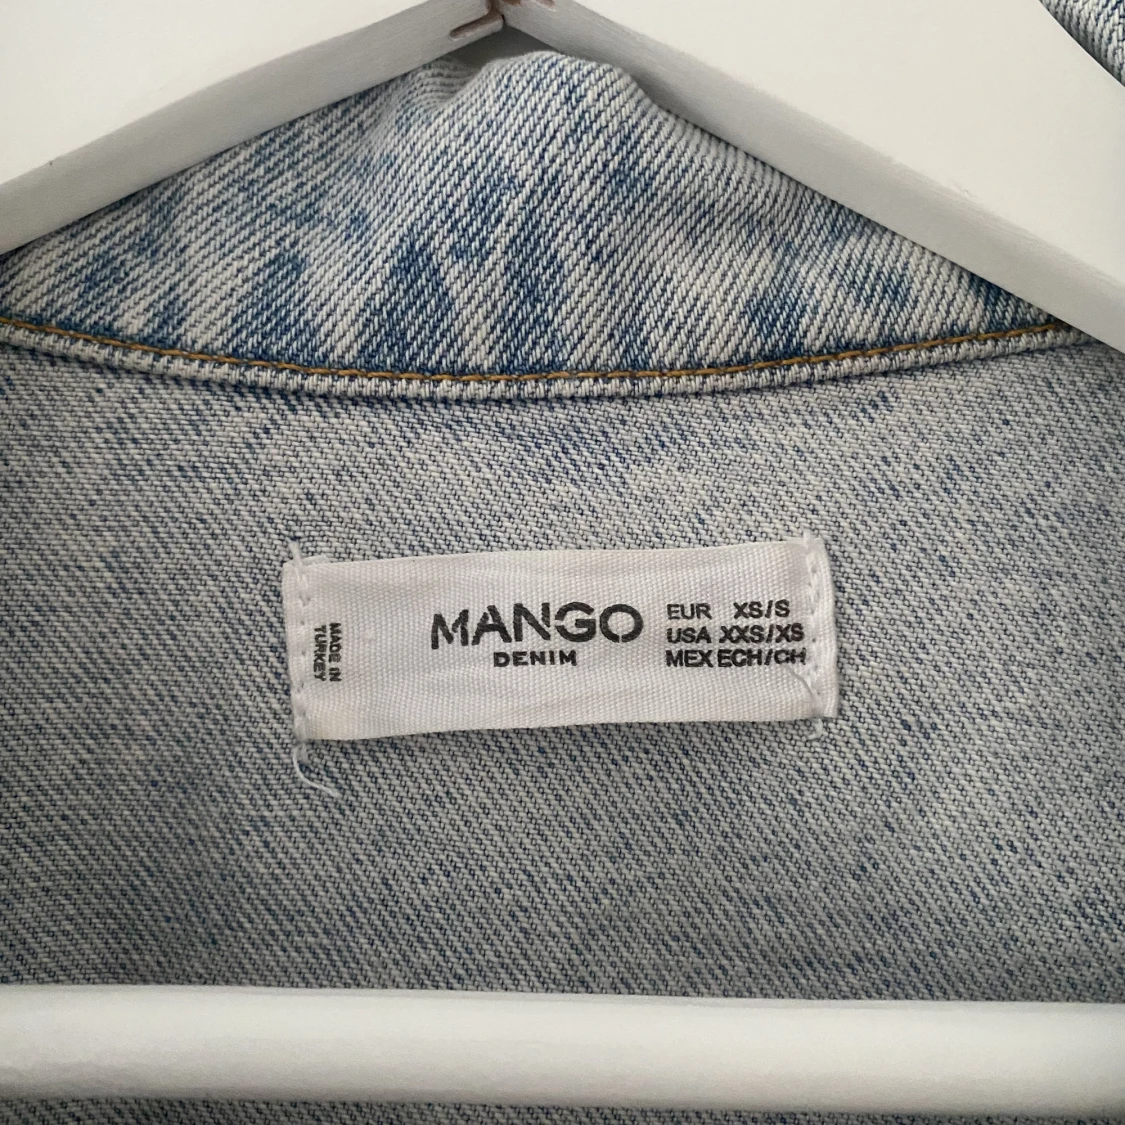 MADE IN
TURKEY
MANGO
DENIM
EUR XS/S
USA XXS/XS
MEX ECH/CH